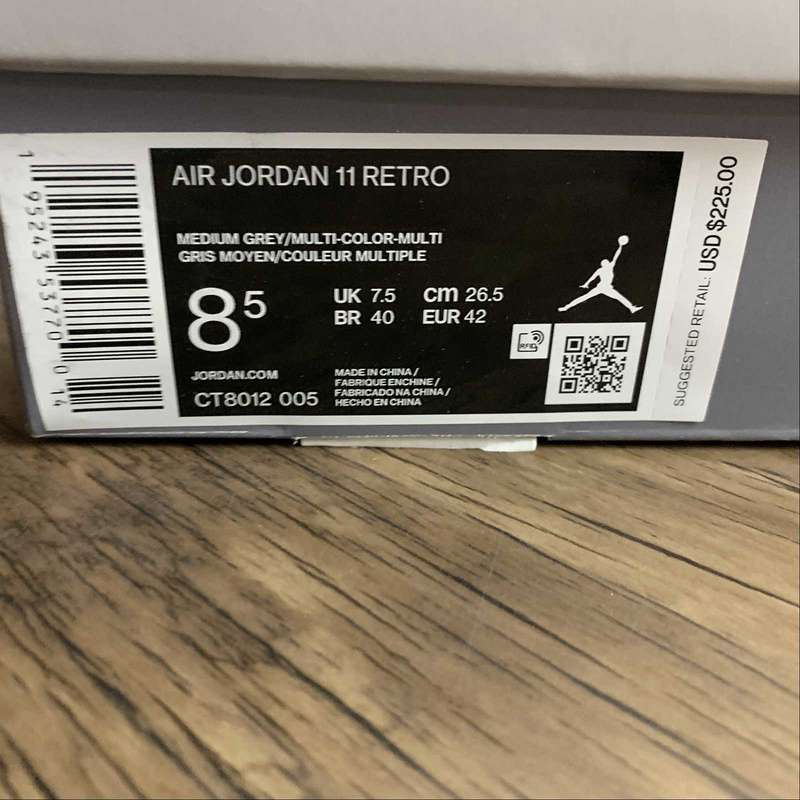 1 95243 53770 0 14
AIR JORDAN 11 RETRO
MEDIUM GREY/MULTI-COLOR-MULTI
GRIS MOYEN/COULEUR MULTIPLE
8 5
UK 7.5 cm 26.5
BR 40 EUR 42
RFID
JORDAN.COM
CT8012 005
MADE IN CHINA /
FABRIQUE ENCHINE /
FABRICADO NA CHINA /
HECHO EN CHINA
SUGGESTED RETAIL: USD $225.00